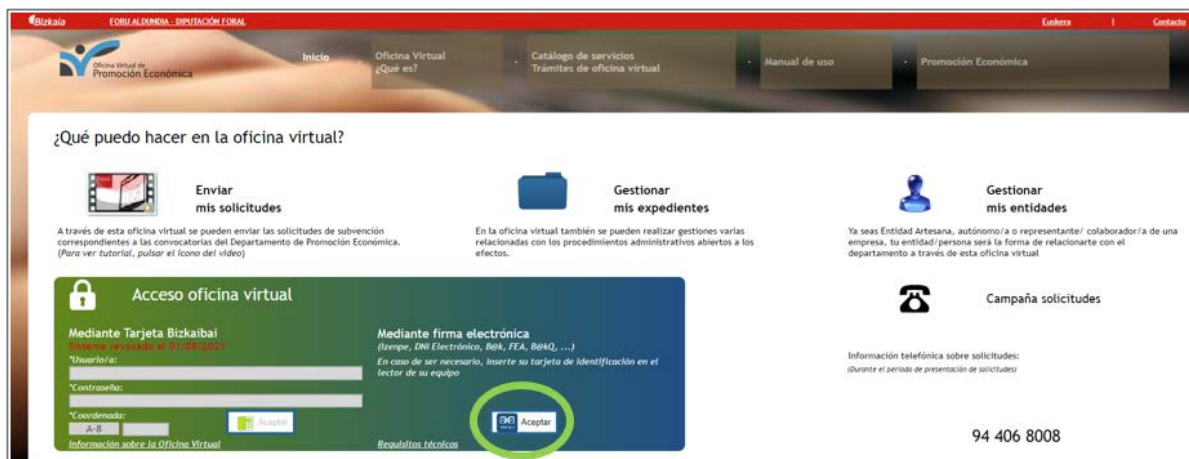 Bizkaia
FORU ALDUNDIA - DIPUTACIÓN FORAL
Euskera | Contacto
Oficina Virtual de
Promoción Económica
Inicio
Oficina Virtual
¿Qué es?
Catálogo de servicios
Trámites de oficina virtual
Manual de uso
Promoción Económica
¿Qué puedo hacer en la oficina virtual?
Enviar
mis solicitudes
A través de esta oficina virtual se pueden enviar las solicitudes de subvención
correspondientes a las convocatorias del Departamento de Promoción Económica.
(Para ver tutorial, pulsar el icono del video)
Gestionar
mis expedientes
En la oficina virtual también se pueden realizar gestiones varias
relacionadas con los procedimientos administrativos abiertos a los
efectos.
Gestionar
mis entidades
Ya seas Entidad Artesana, autónomo/a o representante/ colaborador/a de una
empresa, tu entidad/persona será la forma de relacionarte con el
departamento a través de esta oficina virtual
Acceso oficina virtual
Mediante Tarjeta Bizkaibai
Sistema revocado el 01/08/2021
*Usuario/a:
*Contraseña:
*Coordenada:
A-8
Aceptar
Información sobre la Oficina Virtual
Mediante firma electrónica
(Izenpe, DNI Electrónico, B@k, FEA, B@kQ, ...)
En caso de ser necesario, inserte su tarjeta de identificación en el
lector de su equipo
Aceptar
Requisitos técnicos
Campaña solicitudes
Información telefónica sobre solicitudes:
(Durante el periodo de presentación de solicitudes)
94 406 8008